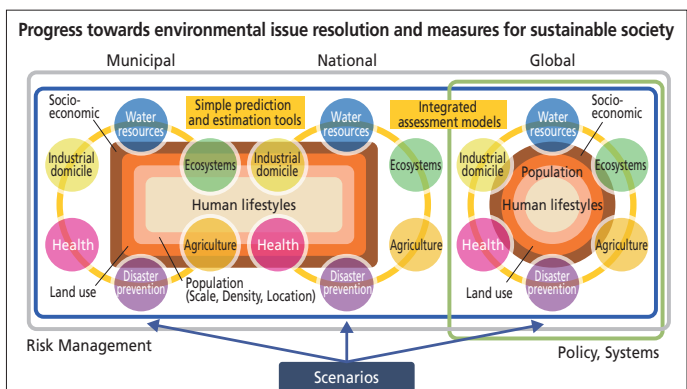 Progress towards environmental issue resolution and measures for sustainable society
Municipal
National
Global
Socio-
economic
Water
resources
Simple prediction
and estimation tools
Water
resources
Integrated
assessment models
Water
resources
Socio-
economic
Industrial
domicile
Ecosystems
Industrial
domicile
Ecosystems
Industrial
domicile
Population
Ecosystems
Human lifestyles
Human lifestyles
Health
Agriculture
Health
Agriculture
Health
Agriculture
Land use
Disaster
prevention
Population
(Scale, Density, Location)
Disaster
prevention
Land use
Disaster
prevention
Risk Management
Policy, Systems
Scenarios